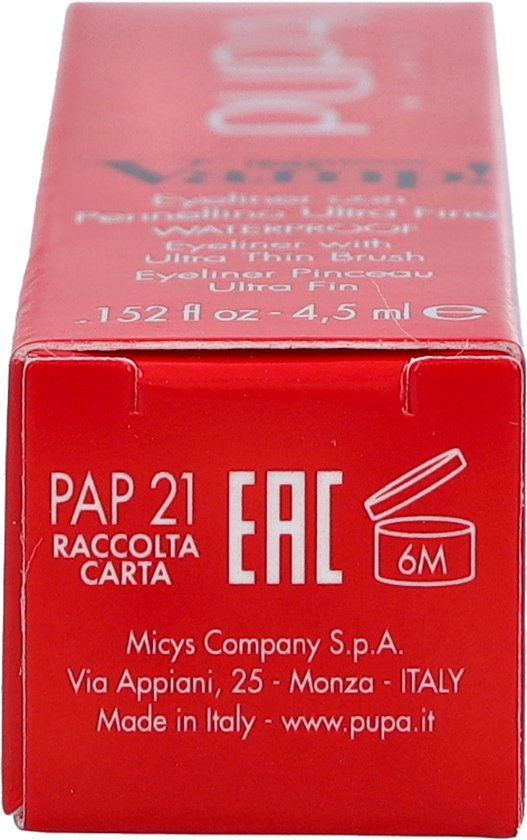 pupa
Vamp!
Eyeliner con
Pennellino Ultra Fine
WATERPROOF
Eyeliner with
Ultra Thin Brush
Eyeliner Pinceau
Ultra Fin
.152 fl oz - 4,5 ml ℮
PAP 21
RACCOLTA
CARTA
EAC
6M
Micys Company S.p.A.
Via Appiani, 25 - Monza - ITALY
Made in Italy - www.pupa.it